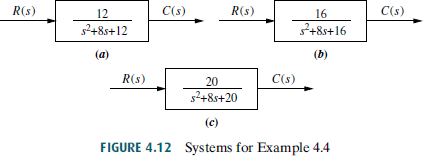 R(s) 12 C(s) R(s) 16 C(s)
s²+8s+12 s²+8s+16
(a) (b)
R(s) 20 C(s)
s²+8s+20
(c)
FIGURE 4.12 Systems for Example 4.4